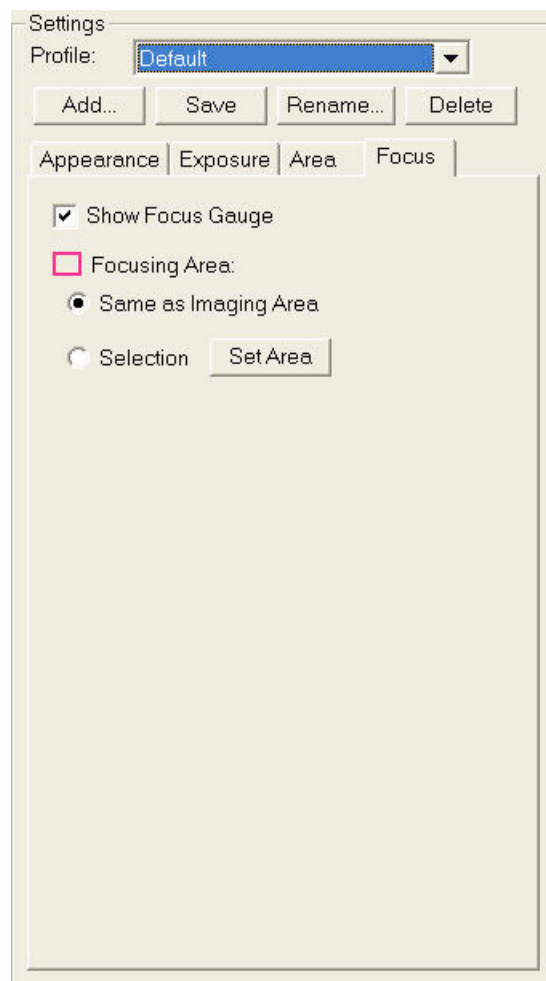 Settings
Profile: Default
Add... Save Rename... Delete
Appearance Exposure Area Focus
Show Focus Gauge
Focusing Area:
Same as Imaging Area
Selection Set Area